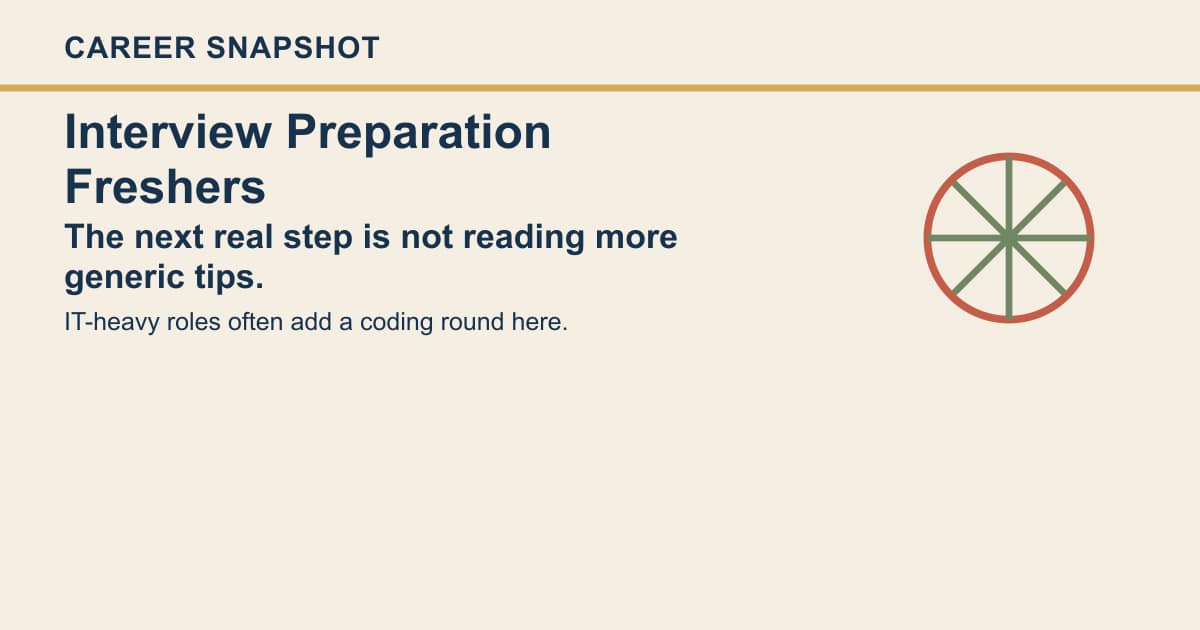 CAREER SNAPSHOT
Interview Preparation
Freshers
The next real step is not reading more
generic tips.
IT-heavy roles often add a coding round here.